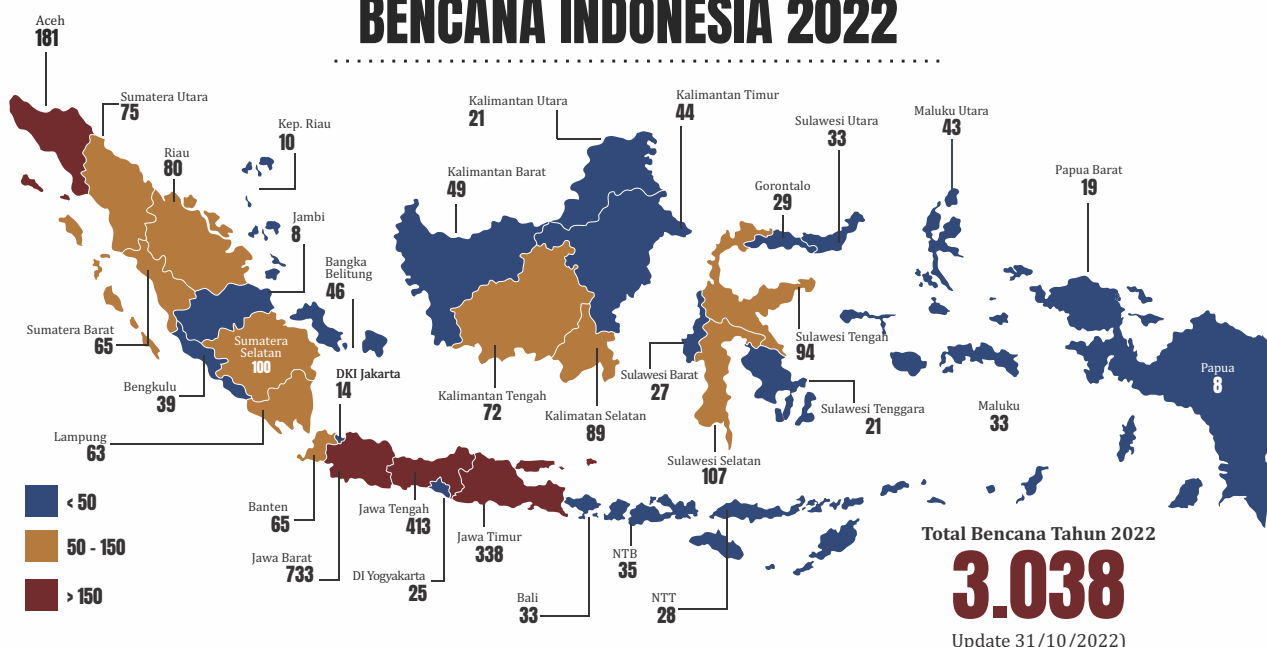 BENCANA INDONESIA 2022
Aceh
181
Sumatera Utara
75
Riau
80
Kep. Riau
10
Jambi
8
Bangka
Belitung
46
Sumatera Barat
65
Sumatera
Selatan
100
Bengkulu
39
Lampung
63
DKI Jakarta
14
Banten
65
Jawa Barat
733
Jawa Tengah
413
DI Yogyakarta
25
Jawa Timur
338
Bali
33
NTB
35
NTT
28
Kalimantan Utara
21
Kalimantan Barat
49
Kalimantan Timur
44
Kalimantan Tengah
72
Kalimatan Selatan
89
Sulawesi Utara
33
Gorontalo
29
Sulawesi Tengah
94
Sulawesi Barat
27
Sulawesi Tenggara
21
Sulawesi Selatan
107
Maluku Utara
43
Maluku
33
Papua Barat
19
Papua
8
< 50
50 - 150
> 150
Total Bencana Tahun 2022
3.038
Update 31/10/2022)